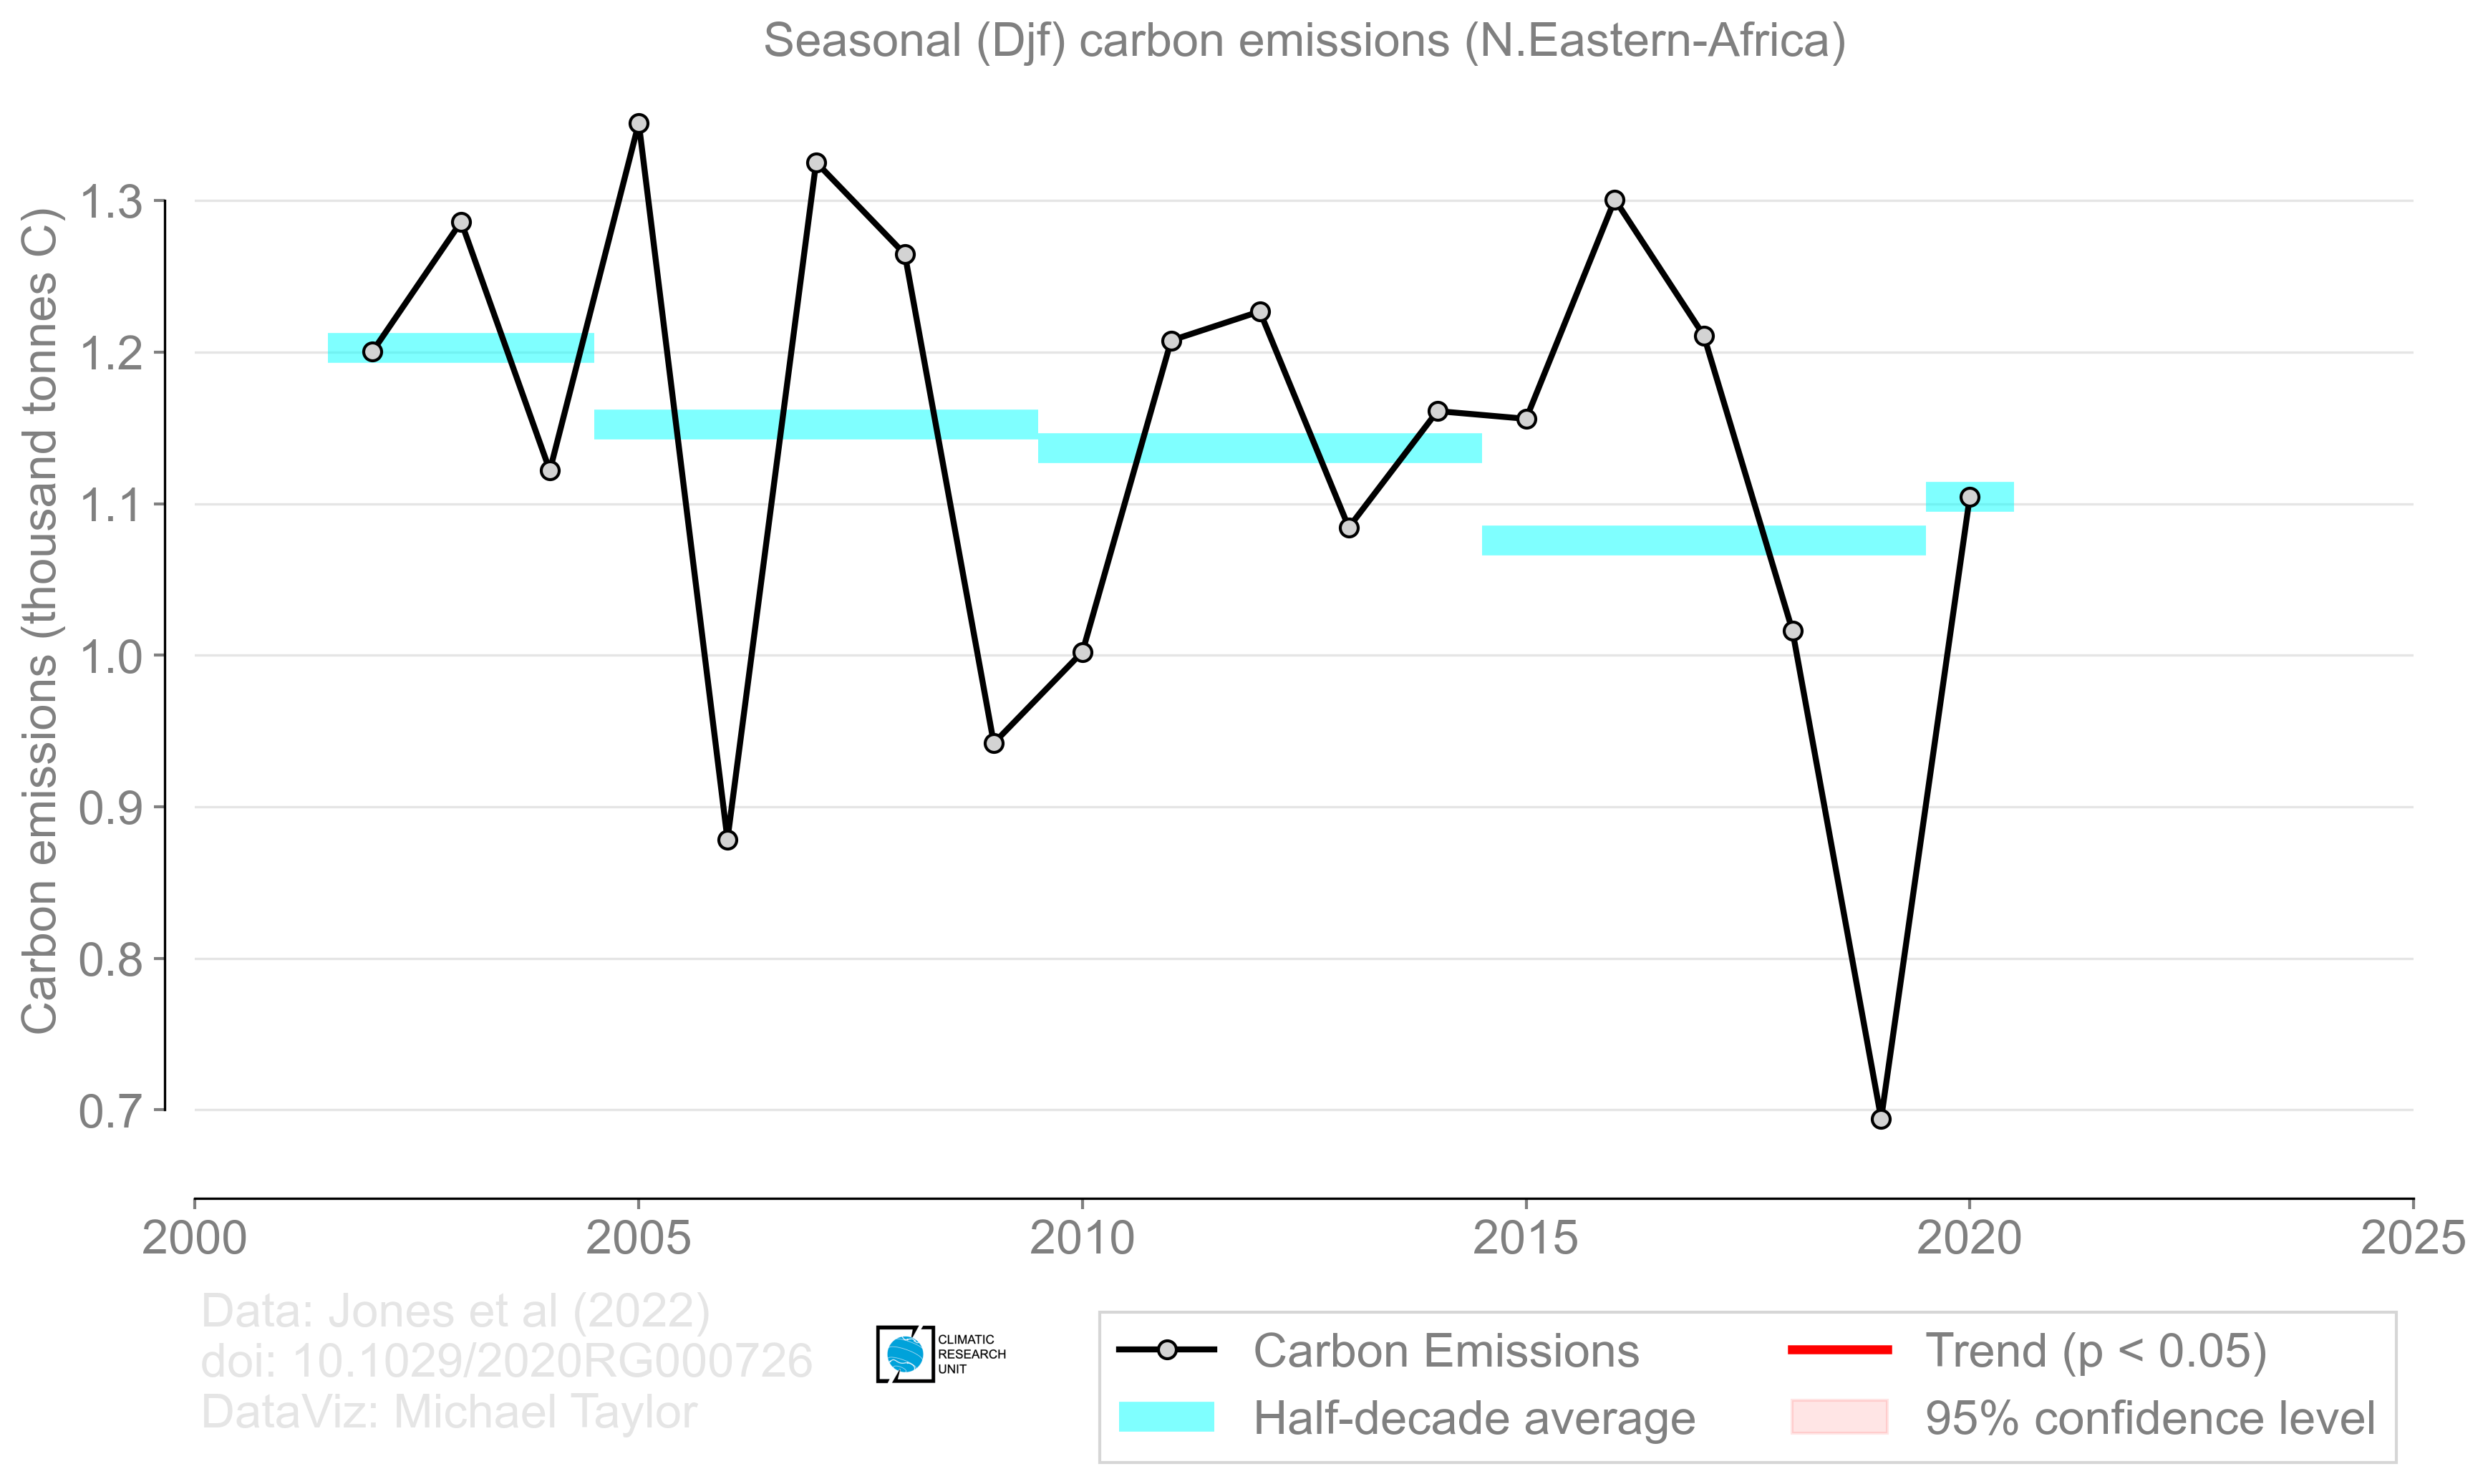 Seasonal (Djf) carbon emissions (N.Eastern-Africa)
Carbon emissions (thousand tonnes C)
1.3
1.2
1.1
1.0
0.9
0.8
0.7
2000 2005 2010 2015 2020 2025
Data: Jones et al (2022)
doi: 10.1029/2020RG000726
DataViz: Michael Taylor
CLIMATIC
RESEARCH
UNIT
Carbon Emissions
Half-decade average
Trend (p < 0.05)
95% confidence level